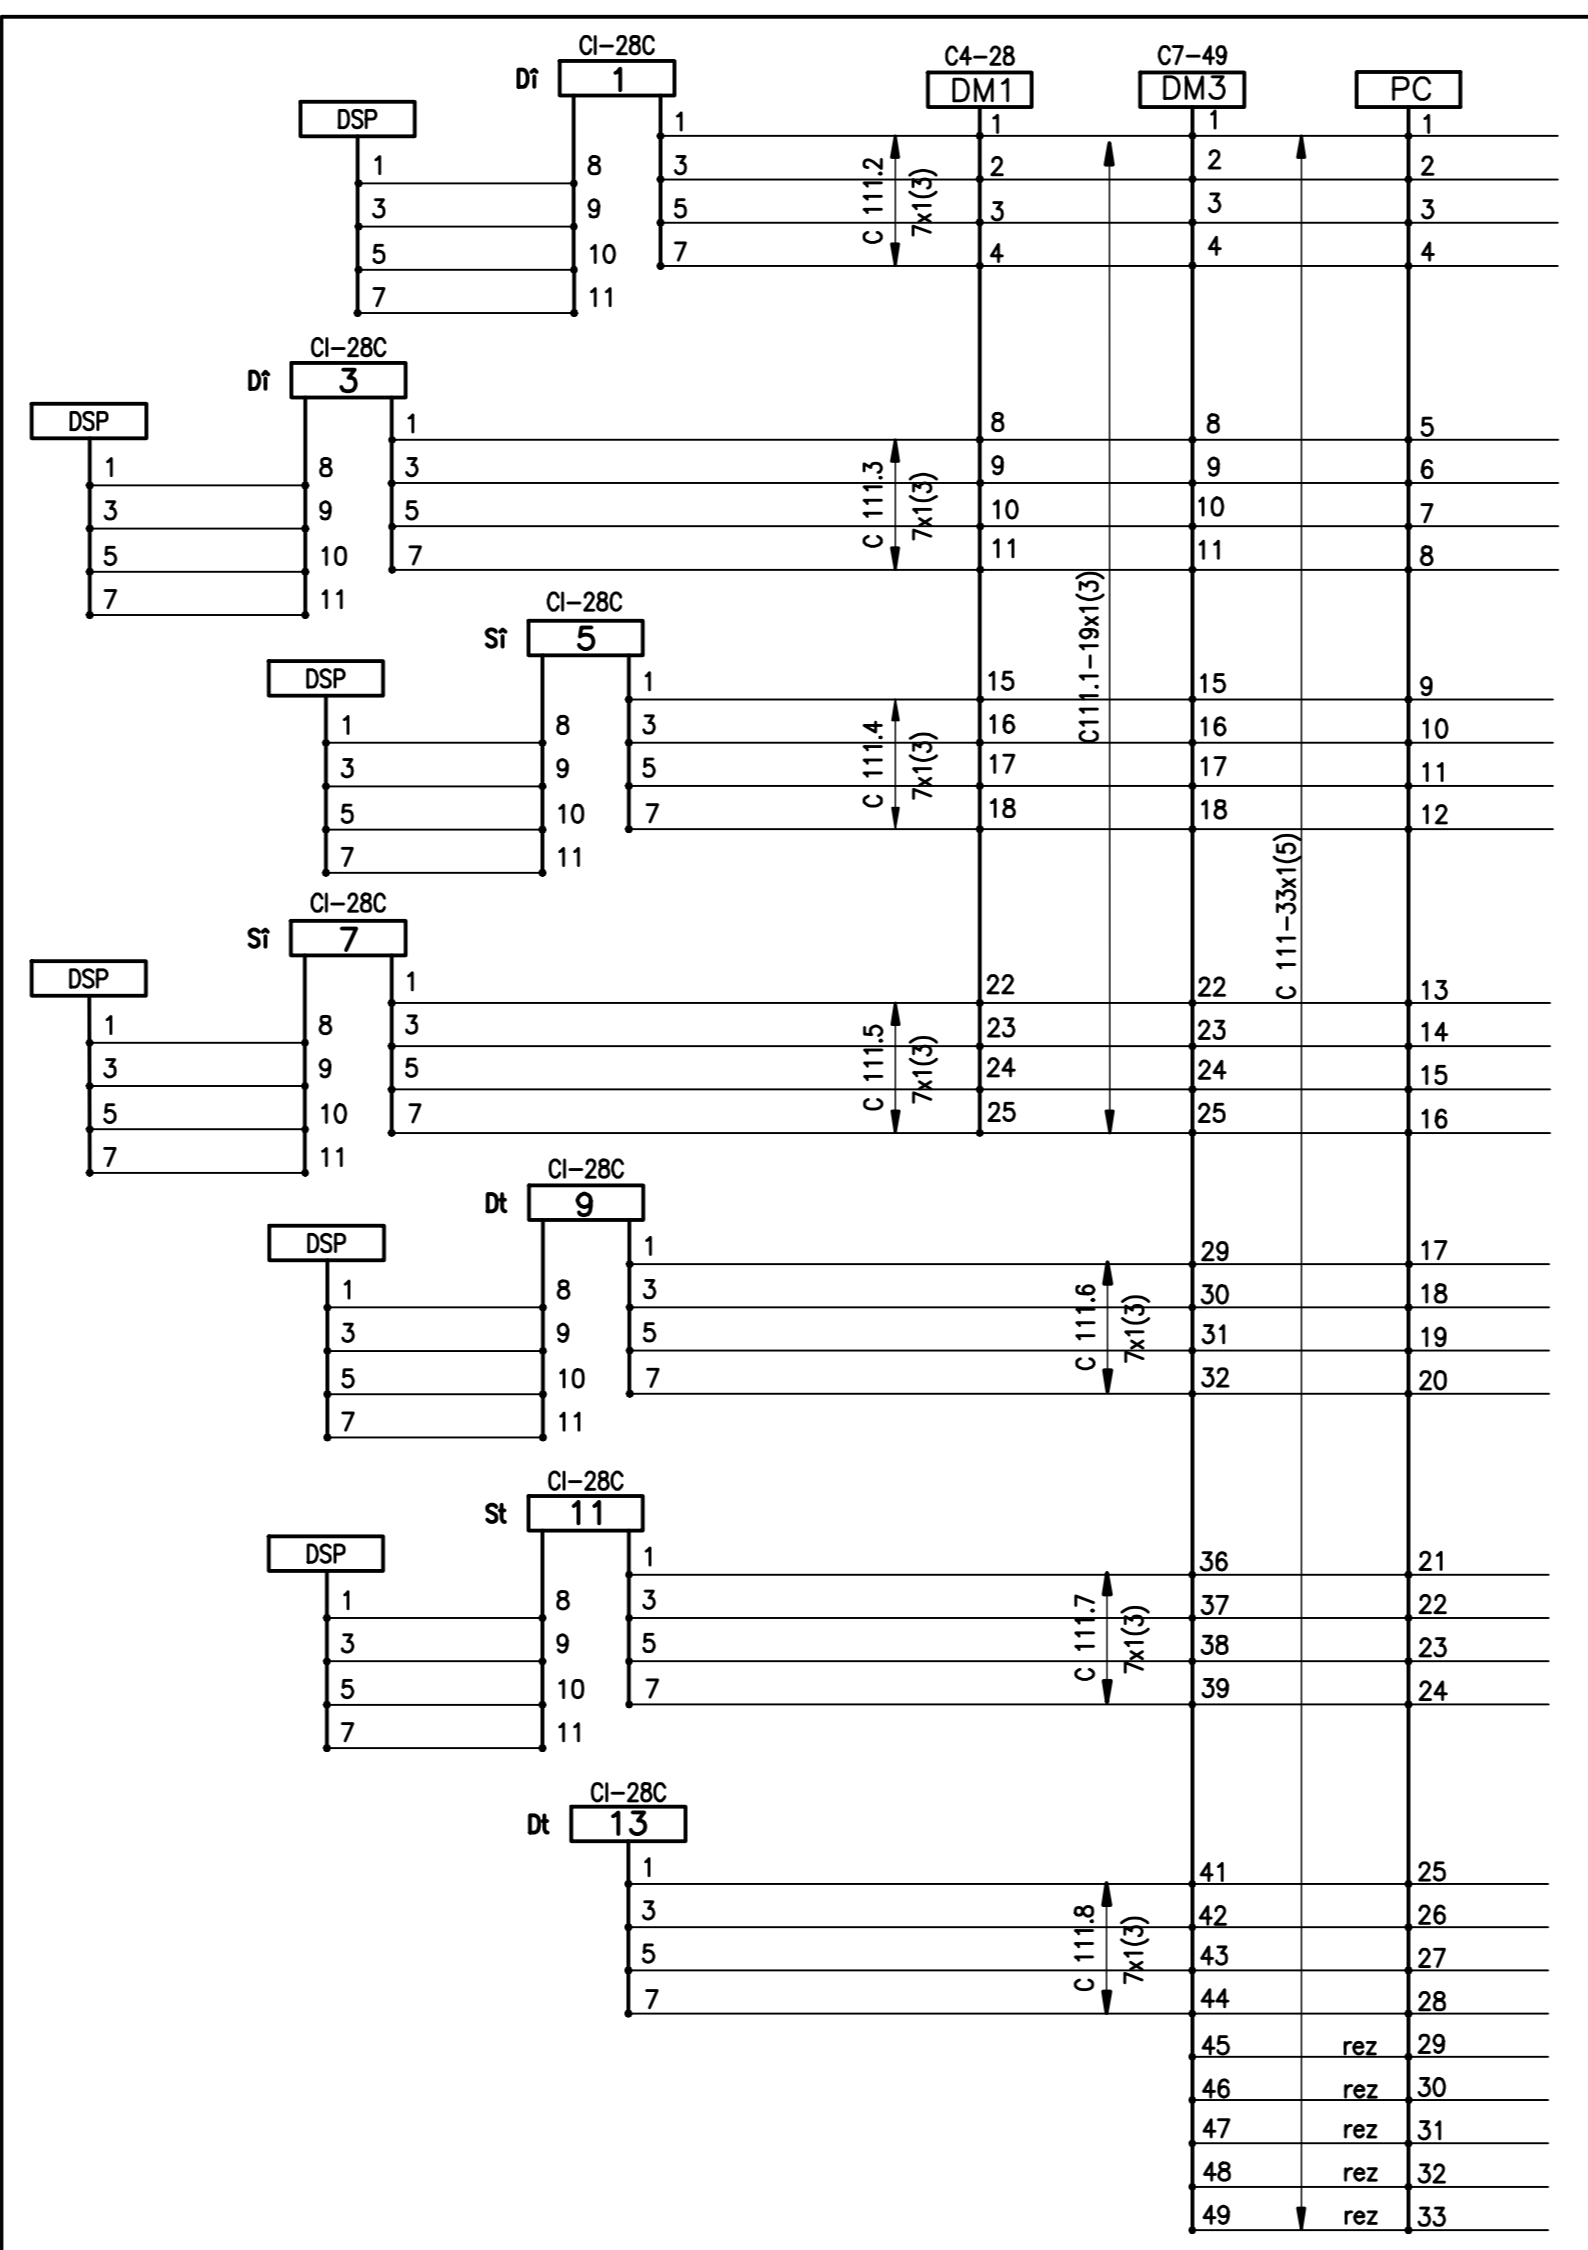 CI-28C C4-28 C7-49
Dî 1 DM1 DM3 PC
DSP
1 1 1 1
1 8 3 2 2 2
3 9 5 3 3 3
5 10 7 4 4 4
7 11
C 111.2
7x1(3)
CI-28C
Dî 3
DSP
1 8 8 5
1 8 3 9 9 6
3 9 5 10 10 7
5 10 7 11 11 8
7 11
C 111.3
7x1(3)
C111.1-19x1(3)
CI-28C
Sî 5
DSP
1 15 15 9
1 8 3 16 16 10
3 9 5 17 17 11
5 10 7 18 18 12
7 11
C 111.4
7x1(3)
C 111-33x1(5)
CI-28C
Sî 7
DSP
1 22 22 13
1 8 3 23 23 14
3 9 5 24 24 15
5 10 7 25 25 16
7 11
C 111.5
7x1(3)
CI-28C
Dt 9
DSP
1 29 17
1 8 3 30 18
3 9 5 31 19
5 10 7 32 20
7 11
C 111.6
7x1(3)
CI-28C
St 11
DSP
1 36 21
1 8 3 37 22
3 9 5 38 23
5 10 7 39 24
7 11
C 111.7
7x1(3)
CI-28C
Dt 13
1 41 25
3 42 26
5 43 27
7 44 28
C 111.8
7x1(3)
45 rez 29
46 rez 30
47 rez 31
48 rez 32
49 rez 33